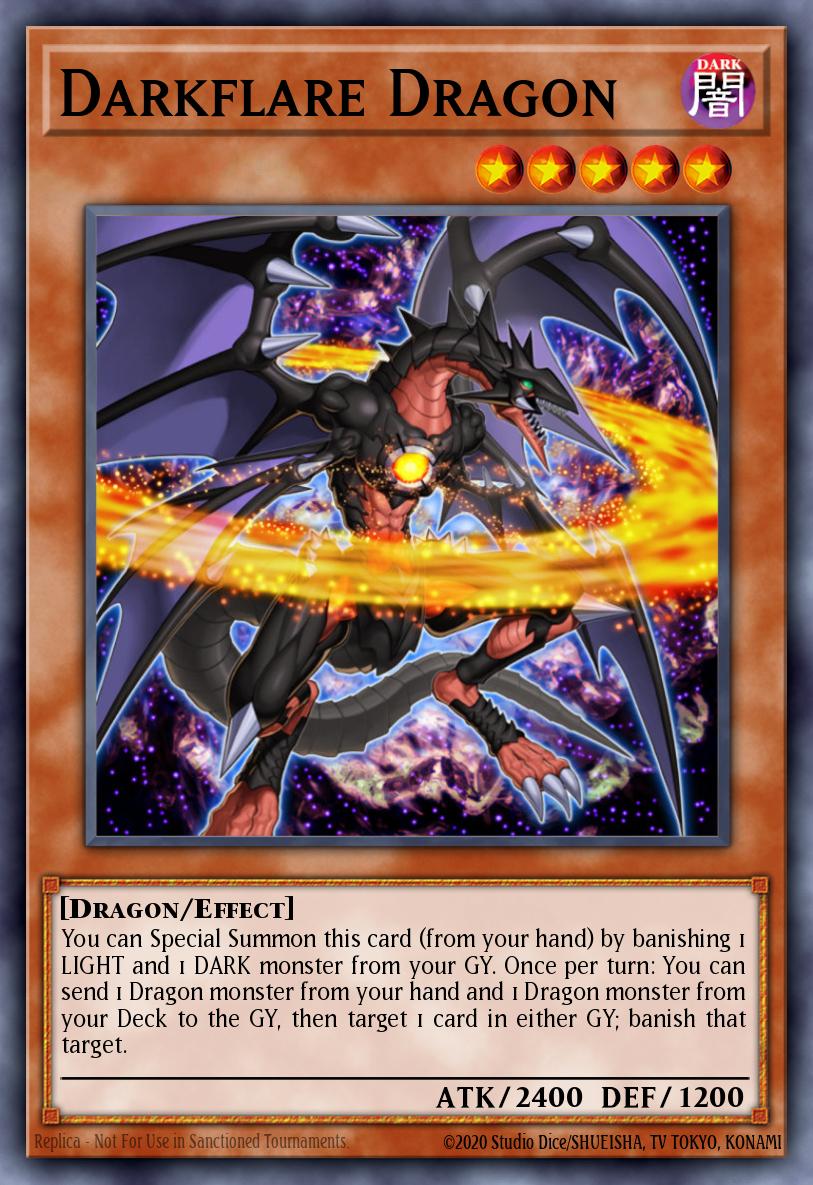 Darkflare Dragon
DARK
闇
[Dragon/Effect]
You can Special Summon this card (from your hand) by banishing 1
LIGHT and 1 DARK monster from your GY. Once per turn: You can
send 1 Dragon monster from your hand and 1 Dragon monster from
your Deck to the GY, then target 1 card in either GY; banish that
target.
ATK/2400 DEF/1200
Replica - Not For Use in Sanctioned Tournaments.
©2020 Studio Dice/SHUEISHA, TV TOKYO, KONAMI